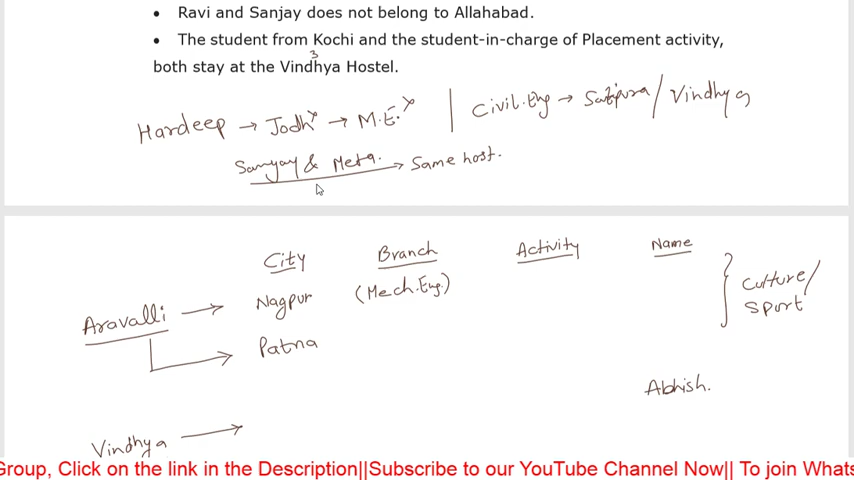 • Ravi and Sanjay does not belong to Allahabad.
• The student from Kochi and the student-in-charge of Placement activity,
3
both stay at the Vindhya Hostel.
Hardeep → Jodhx → M.E.x | Civil.Eng → Satpura/Vindhya
Sanjay & Meta. → Same host.
City Branch Activity Name
Aravalli → Nagpur (Mech.Eng.) } Culture/
Sport
→ Patna
Abhish.
Vindhya →
Group, Click on the link in the Description||Subscribe to our YouTube Channel Now|| To join Whats